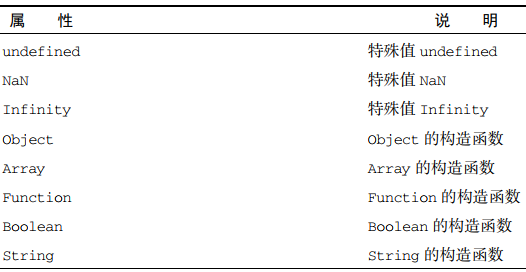 属 性 说 明
undefined 特殊值 undefined
NaN 特殊值 NaN
Infinity 特殊值 Infinity
Object Object 的构造函数
Array Array 的构造函数
Function Function 的构造函数
Boolean Boolean 的构造函数
String String 的构造函数